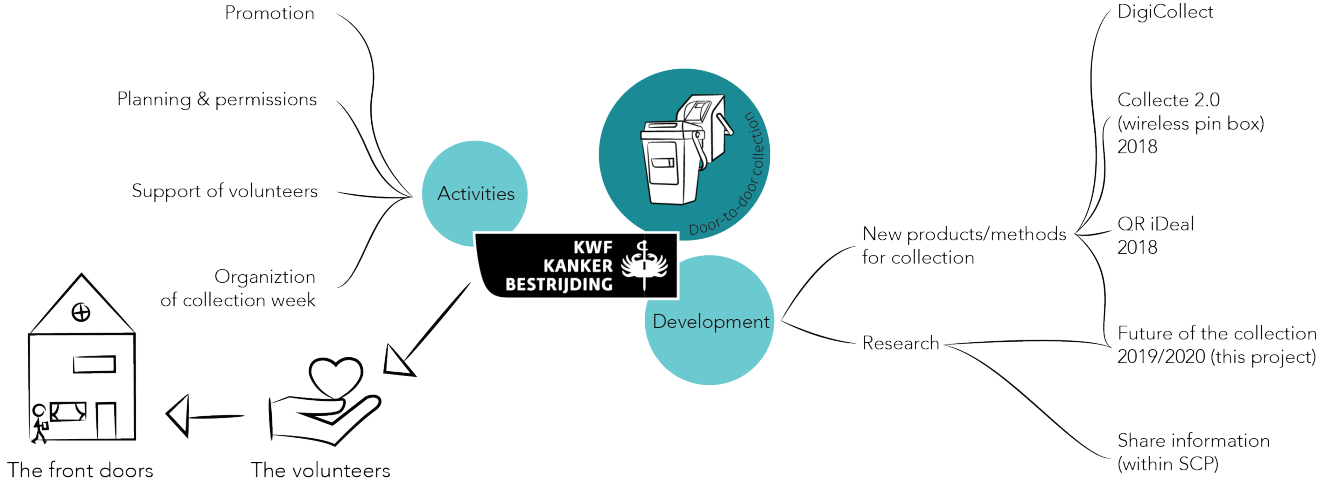 Promotion
Planning & permissions
Support of volunteers
Organiztion
of collection week
Activities
Door-to-door collection
KWF
KANKER
BESTRIJDING
Development
New products/methods
for collection
Research
DigiCollect
Collecte 2.0
(wireless pin box)
2018
QR iDeal
2018
Future of the collection
2019/2020 (this project)
Share information
(within SCP)
The front doors
The volunteers